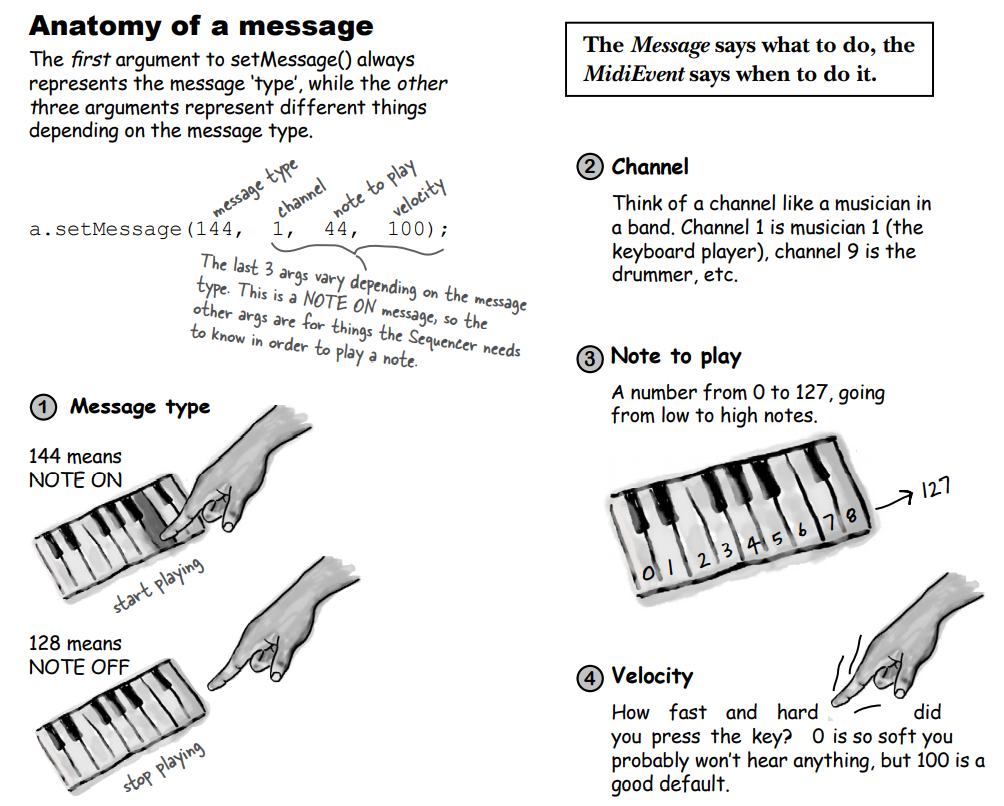 Anatomy of a message
The first argument to setMessage() always
represents the message ‘type’, while the other
three arguments represent different things
depending on the message type.
message type
channel
note to play
velocity
a.setMessage(144, 1, 44, 100);
The last 3 args vary depending on the message
type. This is a NOTE ON message, so the
other args are for things the Sequencer needs
to know in order to play a note.
1 Message type
144 means
NOTE ON
start playing
128 means
NOTE OFF
stop playing
The Message says what to do, the
MidiEvent says when to do it.
2 Channel
Think of a channel like a musician in
a band. Channel 1 is musician 1 (the
keyboard player), channel 9 is the
drummer, etc.
3 Note to play
A number from 0 to 127, going
from low to high notes.
0 1 2 3 4 5 6 7 8 127
4 Velocity
How fast and hard did
you press the key? 0 is so soft you
probably won’t hear anything, but 100 is a
good default.